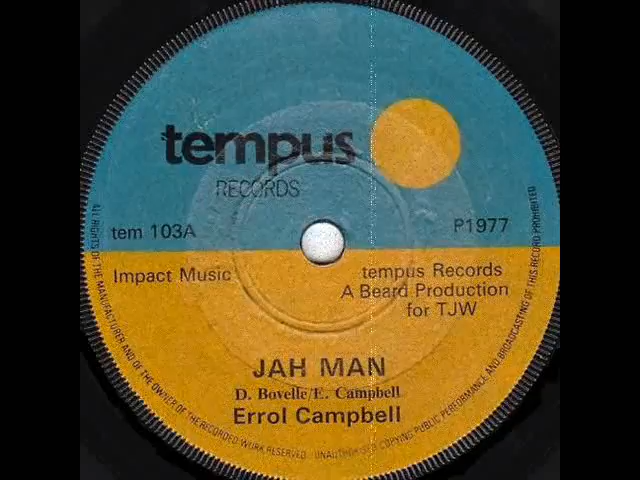 tempus
RECORDS
tem 103A
P1977
Impact Music
tempus Records
A Beard Production
for TJW
JAH MAN
D. Bovelle/E. Campbell
Errol Campbell
ALL RIGHTS OF THE MANUFACTURER AND OF THE OWNER OF THE RECORDED WORK RESERVED. UNAUTHORISED COPYING PUBLIC PERFORMANCE AND BROADCASTING OF THIS RECORD PROHIBITED